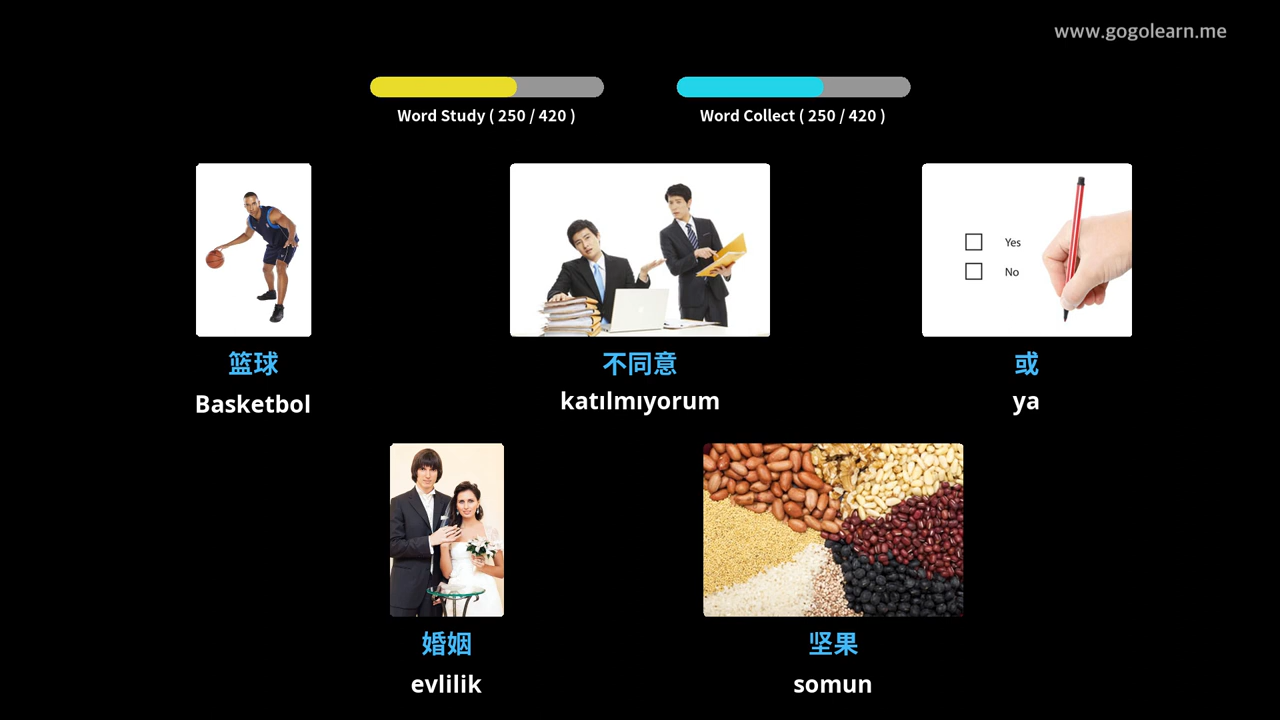 www.gogolearn.me
Word Study ( 250 / 420 )
Word Collect ( 250 / 420 )
Yes
No
篮球
Basketbol
不同意
katılmıyorum
或
ya
婚姻
evlilik
坚果
somun